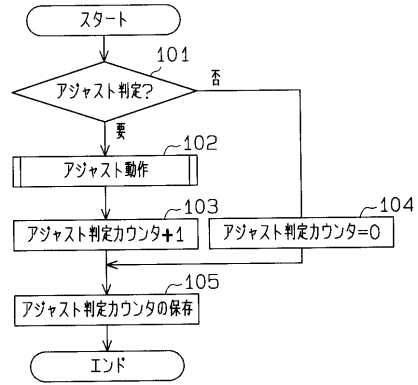 スタート
101
アジャスト判定?
否
要
102
アジャスト動作
103
アジャスト判定カウンタ+1
104
アジャスト判定カウンタ=0
105
アジャスト判定カウンタの保存
エンド